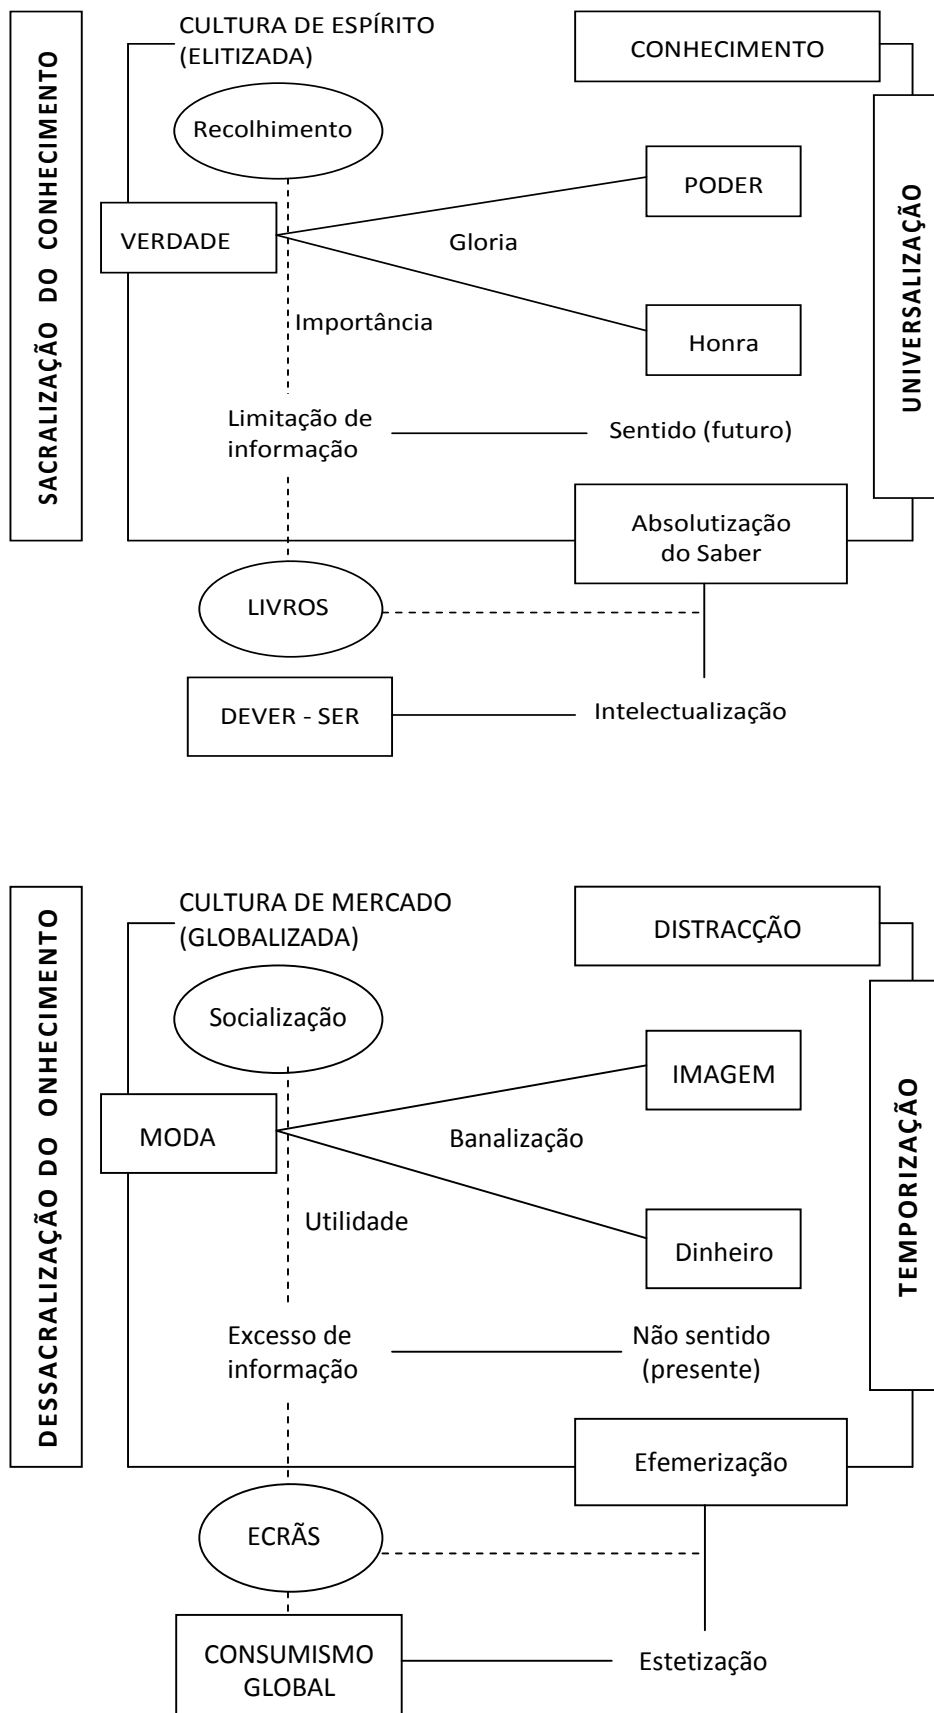 SACRALIZAÇÃO DO CONHECIMENTO
CULTURA DE ESPÍRITO
(ELITIZADA)
CONHECIMENTO
Recolhimento
PODER
VERDADE
Gloria
UNIVERSALIZAÇÃO
Importância
Honra
Limitação de
informação
Sentido (futuro)
Absolutização
do Saber
LIVROS
DEVER - SER
Intelectualização
DESSACRALIZAÇÃO DO ONHECIMENTO
CULTURA DE MERCADO
(GLOBALIZADA)
DISTRACÇÃO
Socialização
IMAGEM
MODA
Banalização
TEMPORIZAÇÃO
Utilidade
Dinheiro
Excesso de
informação
Não sentido
(presente)
Efemerização
ECRÃS
CONSUMISMO
GLOBAL
Estetização